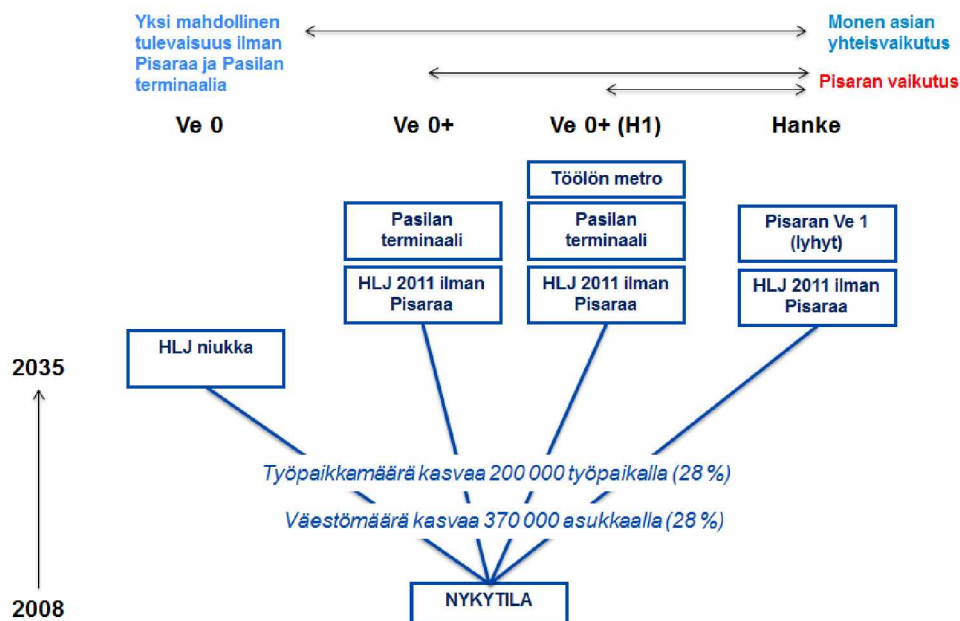 Yksi mahdollinen
tulevaisuus ilman
Pisaraa ja Pasilan
terminaalia
Monen asian
yhteisvaikutus
Pisaran vaikutus
Ve 0
Ve 0+
Ve 0+ (H1)
Hanke
Töölön metro
Pasilan
terminaali
Pasilan
terminaali
Pisaran Ve 1
(lyhyt)
HLJ 2011 ilman
Pisaraa
HLJ 2011 ilman
Pisaraa
HLJ 2011 ilman
Pisaraa
HLJ niukka
2035
Työpaikkamäärä kasvaa 200 000 työpaikalla (28 %)
Väestömäärä kasvaa 370 000 asukkaalla (28 %)
NYKYTILA
2008